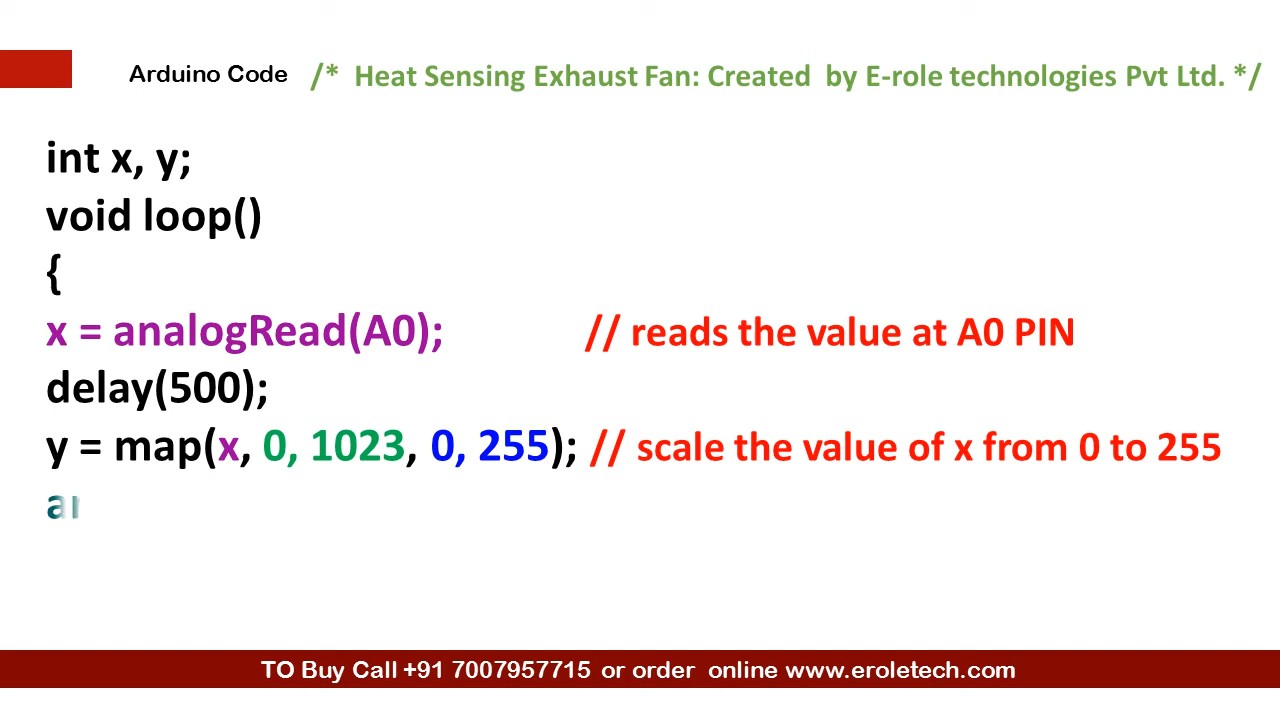 Arduino Code /* Heat Sensing Exhaust Fan: Created by E-role technologies Pvt Ltd. */
int x, y;
void loop()
{
x = analogRead(A0); // reads the value at A0 PIN
delay(500);
y = map(x, 0, 1023, 0, 255); // scale the value of x from 0 to 255
TO Buy Call +91 7007957715 or order online www.eroletech.com